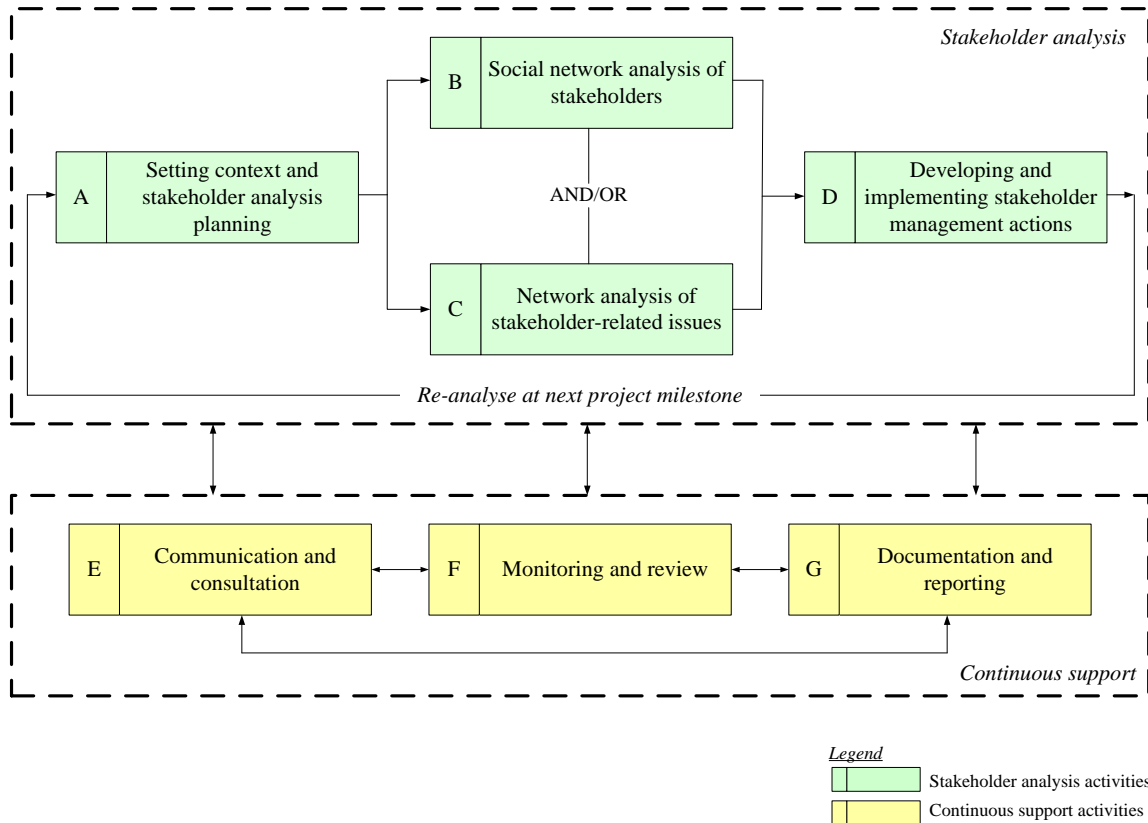 Stakeholder analysis
B
Social network analysis of
stakeholders
A
Setting context and
stakeholder analysis
planning
AND/OR
D
Developing and
implementing stakeholder
management actions
C
Network analysis of
stakeholder-related issues
Re-analyse at next project milestone
E
Communication and
consultation
F
Monitoring and review
G
Documentation and
reporting
Continuous support
Legend
Stakeholder analysis activities
Continuous support activities